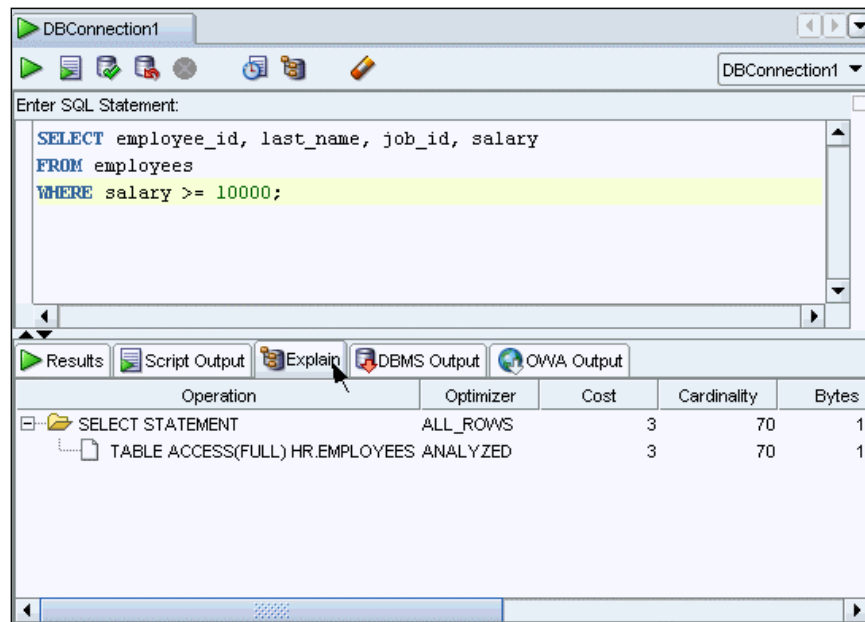 DBConnection1
DBConnection1
Enter SQL Statement:
SELECT employee_id, last_name, job_id, salary
FROM employees
WHERE salary >= 10000;
Results Script Output Explain DBMS Output OWA Output
Operation Optimizer Cost Cardinality Bytes
SELECT STATEMENT ALL_ROWS 3 70 1
TABLE ACCESS(FULL) HR.EMPLOYEES ANALYZED 3 70 1